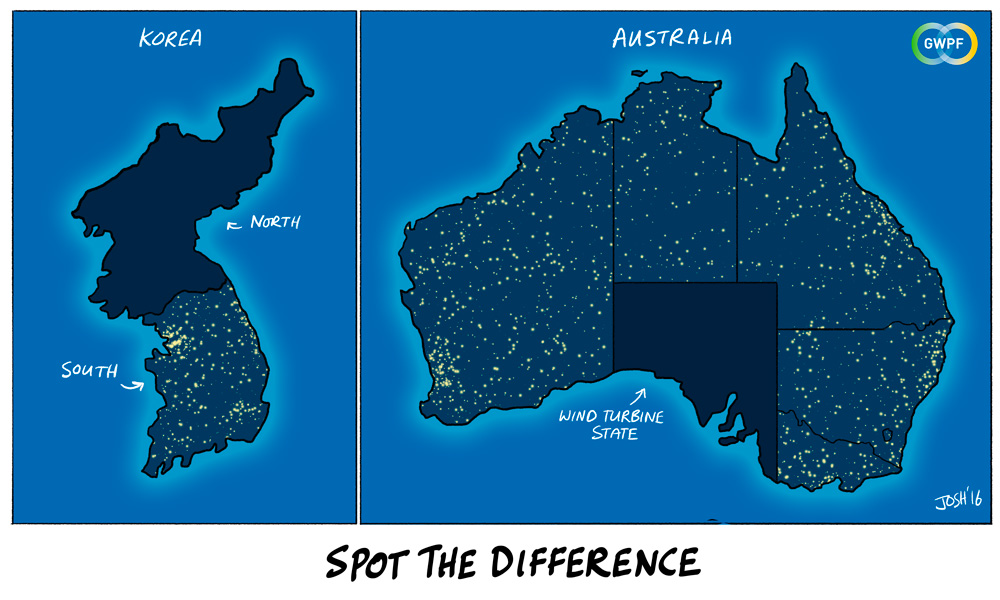 KOREA
NORTH
SOUTH
AUSTRALIA
GWPF
WIND TURBINE
STATE
JOSH'16
SPOT THE DIFFERENCE